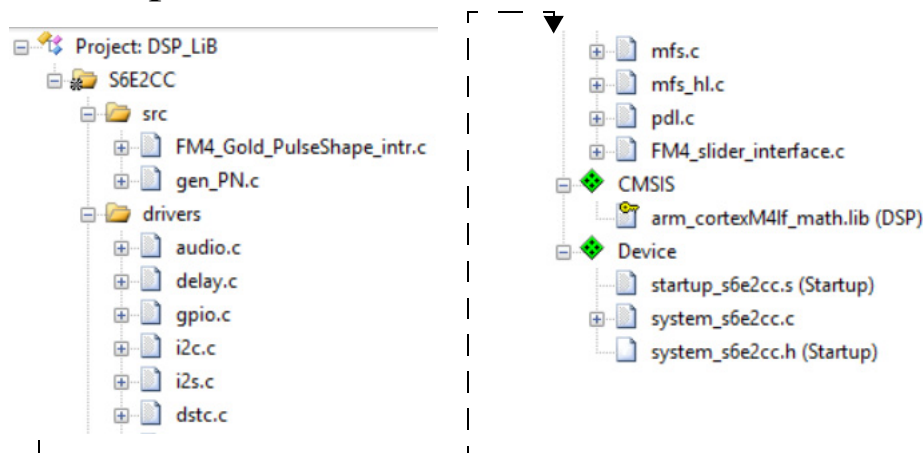 Project: DSP_LiB
S6E2CC
src
FM4_Gold_PulseShape_intr.c
gen_PN.c
drivers
audio.c
delay.c
gpio.c
i2c.c
i2s.c
dstc.c
mfs.c
mfs_hl.c
pdl.c
FM4_slider_interface.c
CMSIS
arm_cortexM4lf_math.lib (DSP)
Device
startup_s6e2cc.s (Startup)
system_s6e2cc.c
system_s6e2cc.h (Startup)